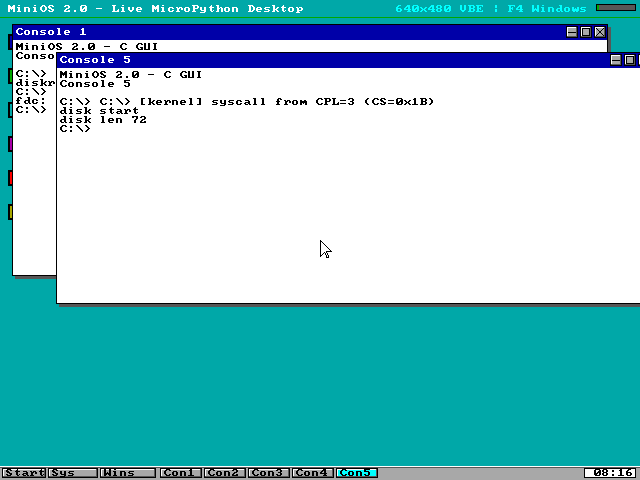 MiniOS 2.0 - Live MicroPython Desktop
640x480 VBE | F4 Windows
Console 1
MiniOS 2.0 - C GUI
C:\>
C:\>
fdc:
C:\>
Console 5
MiniOS 2.0 - C GUI
Console 5
C:\> C:\> [kernel] syscall from CPL=3 (CS=0x1B)
disk start
disk len 72
C:\>
Start Sys Wins Con1 Con2 Con3 Con4 Con5 08:16